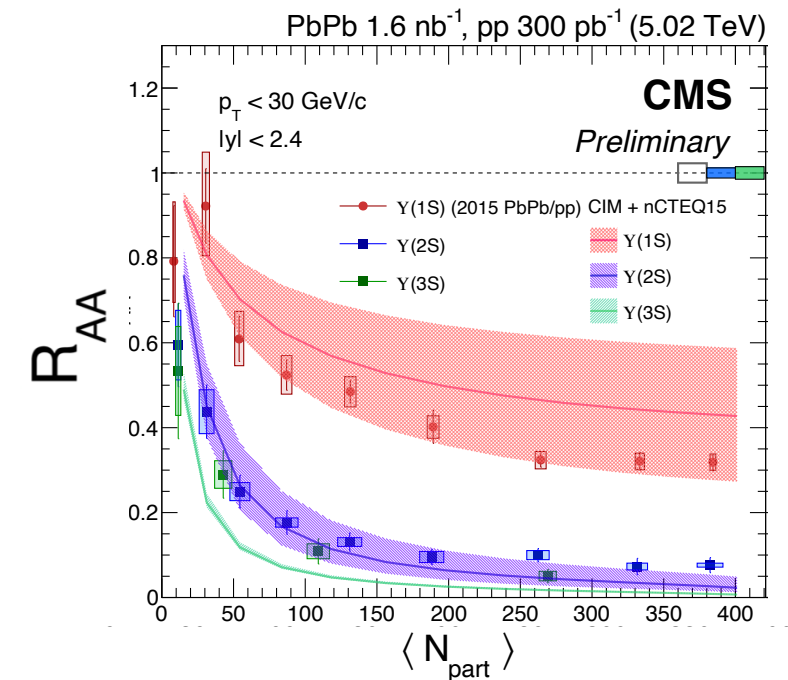 PbPb 1.6 nb⁻¹, pp 300 pb⁻¹ (5.02 TeV)
p_T < 30 GeV/c
|y| < 2.4
CMS
Preliminary
ϒ(1S) (2015 PbPb/pp) CIM + nCTEQ15
ϒ(2S)
ϒ(3S)
ϒ(1S)
ϒ(2S)
ϒ(3S)
R_AA
1.2
1
0.8
0.6
0.4
0.2
0
0 50 100 150 200 250 300 350 400
⟨ N_part ⟩